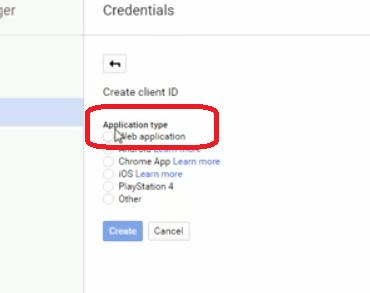 ger
Credentials
Create client ID
Application type
Web application
Android Learn more
Chrome App Learn more
iOS Learn more
PlayStation 4
Other
Create
Cancel